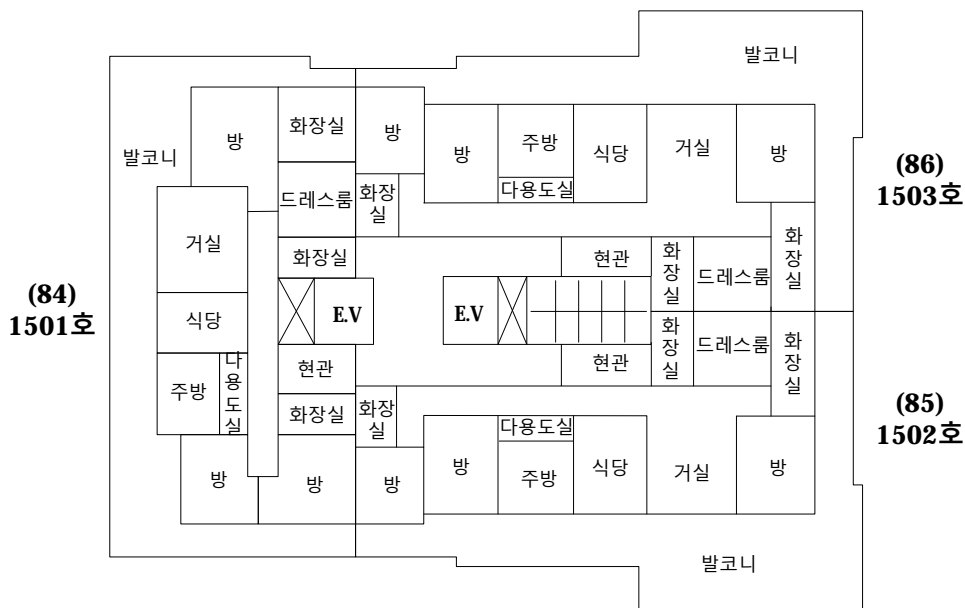 발코니
발코니
화장실
방
방
방
주방
식당
거실
방
다용도실
(86)
1503호
드레스룸
화장
실
거실
화장실
현관
화
장
실
드레스룸
화
장
실
(84)
1501호
식당
E.V
E.V
현관
현관
화
장
실
드레스룸
화
장
실
주방
다
용
도
실
화장실
화장
실
(85)
1502호
방
방
방
방
다용도실
주방
식당
거실
방
발코니